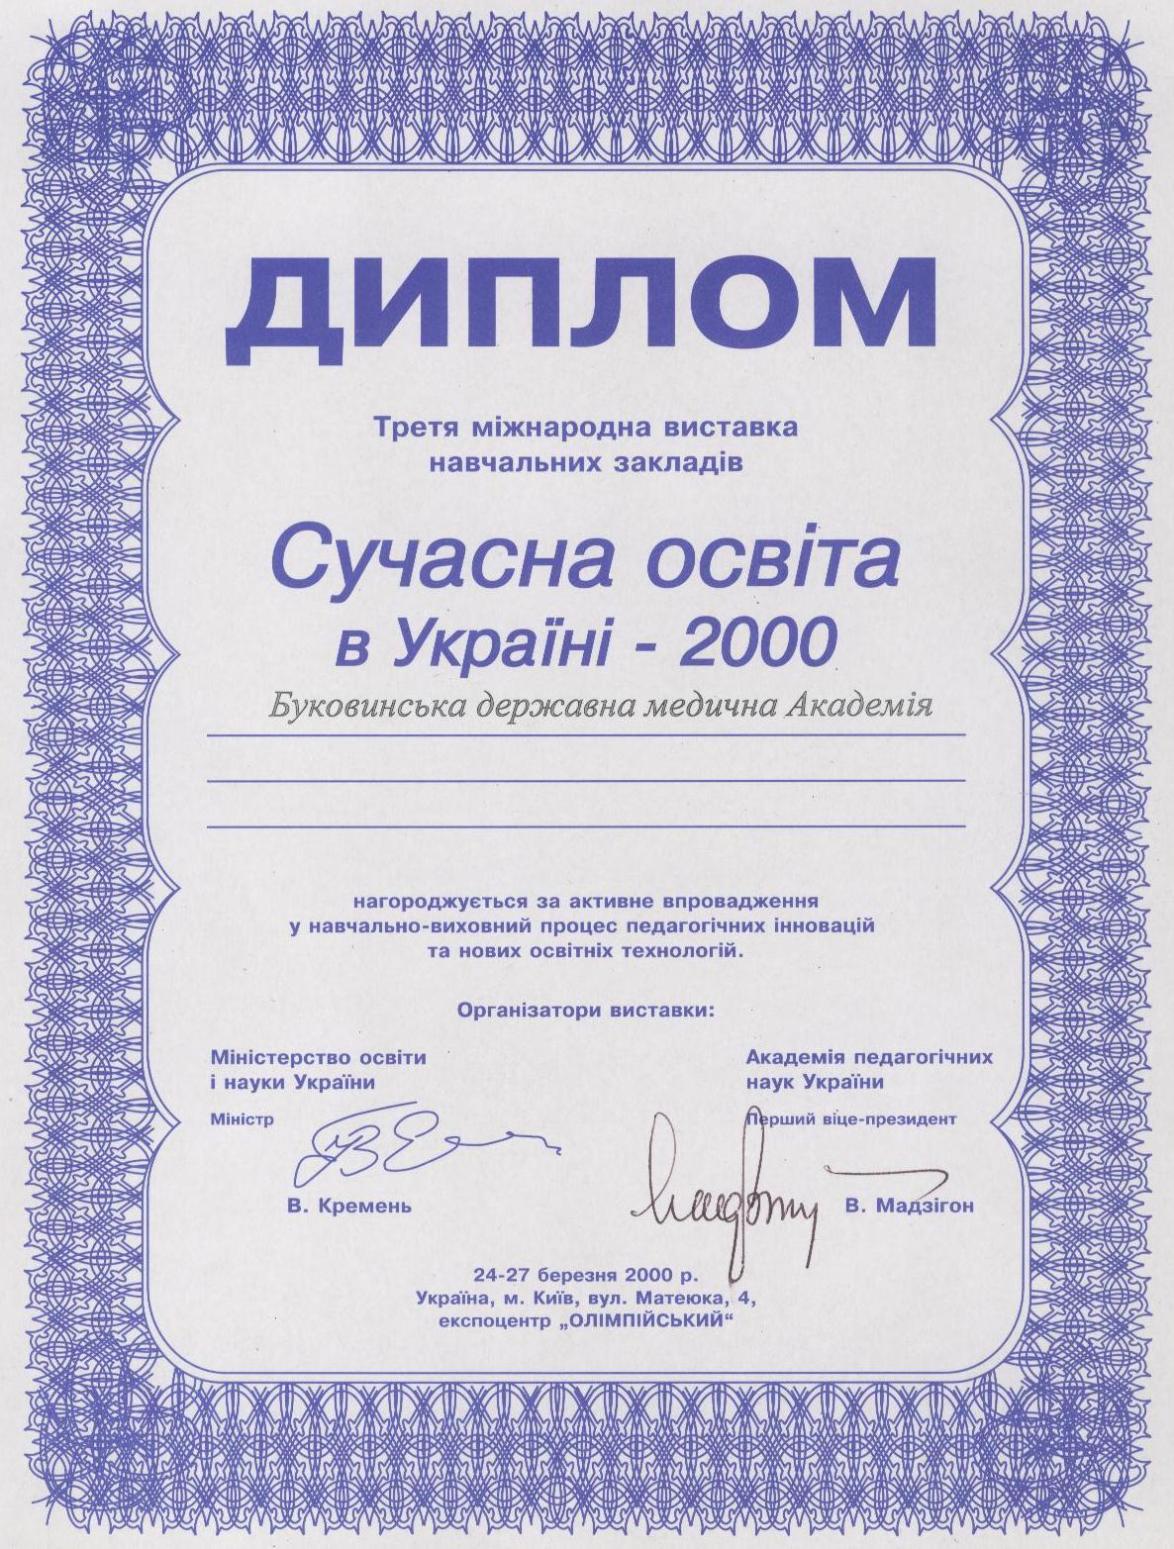 ДИПЛОМ
Третя міжнародна виставка
навчальних закладів
Сучасна освіта
в Україні - 2000
Буковинська державна медична Академія
нагороджується за активне впровадження
у навчально-виховний процес педагогічних інновацій
та нових освітніх технологій.
Організатори виставки:
Міністерство освіти
і науки України
Міністр
В. Кремень
Академія педагогічних
наук України
Перший віце-президент
В. Мадзігон
24-27 березня 2000 р.
Україна, м. Київ, вул. Матеюка, 4,
експоцентр „ОЛІМПІЙСЬКИЙ“